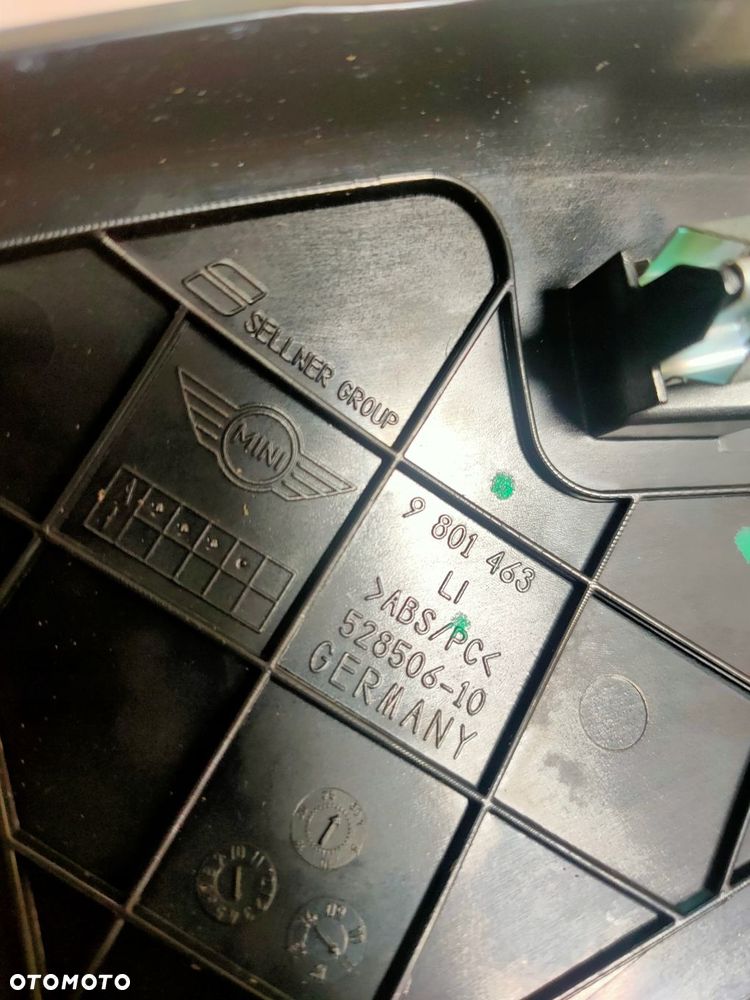 SELLNER GROUP
MINI
9 801 463
LI
>ABS/PC<
528506-10
GERMANY
OTOMOTO